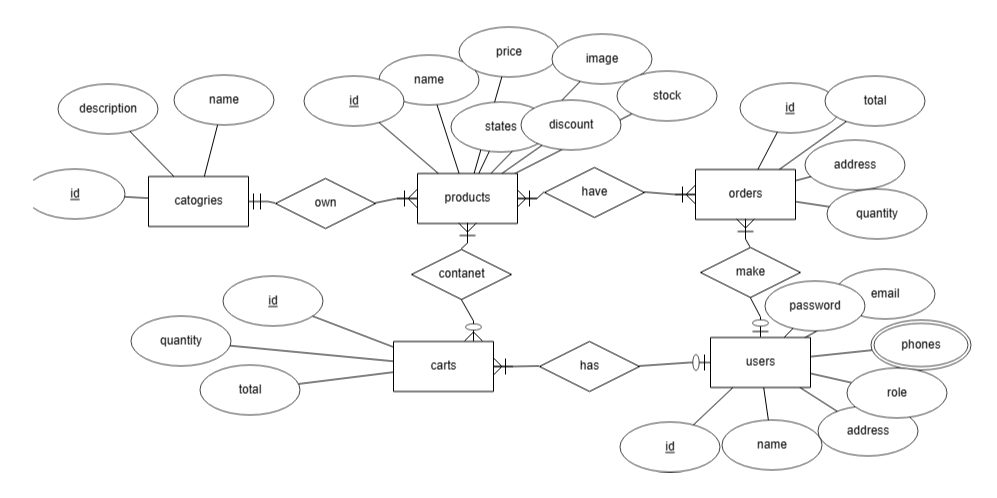 price
image
name
stock
id
description
name
states
discount
id
total
address
id
catogries
own
products
have
orders
quantity
contanet
make
id
password
email
quantity
phones
carts
has
users
total
role
id
name
address